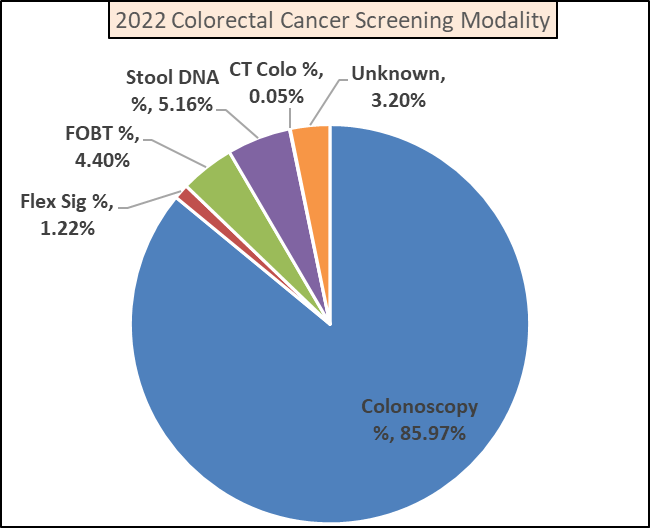 2022 Colorectal Cancer Screening Modality
Stool DNA
%, 5.16%
CT Colo %,
0.05%
Unknown,
3.20%
FOBT %,
4.40%
Flex Sig %,
1.22%
Colonoscopy
%, 85.97%